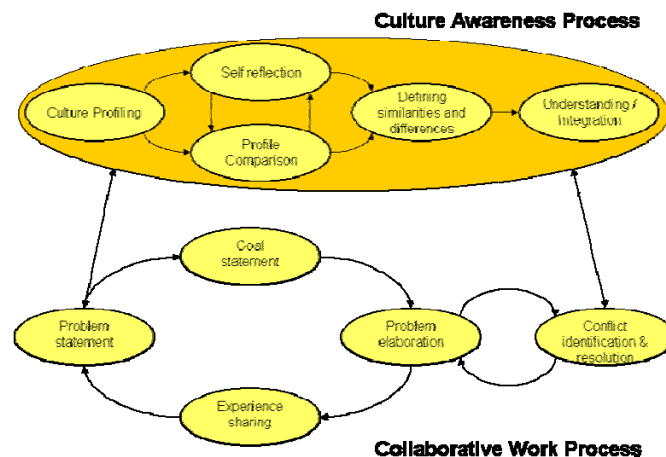 Culture Awareness Process
Self reflection
Culture Profiling
Defining
similarities and
differences
Understanding /
Integration
Profile
Comparison
Goal
statement
Problem
statement
Problem
elaboration
Conflict
identification &
resolution
Experience
sharing
Collaborative Work Process